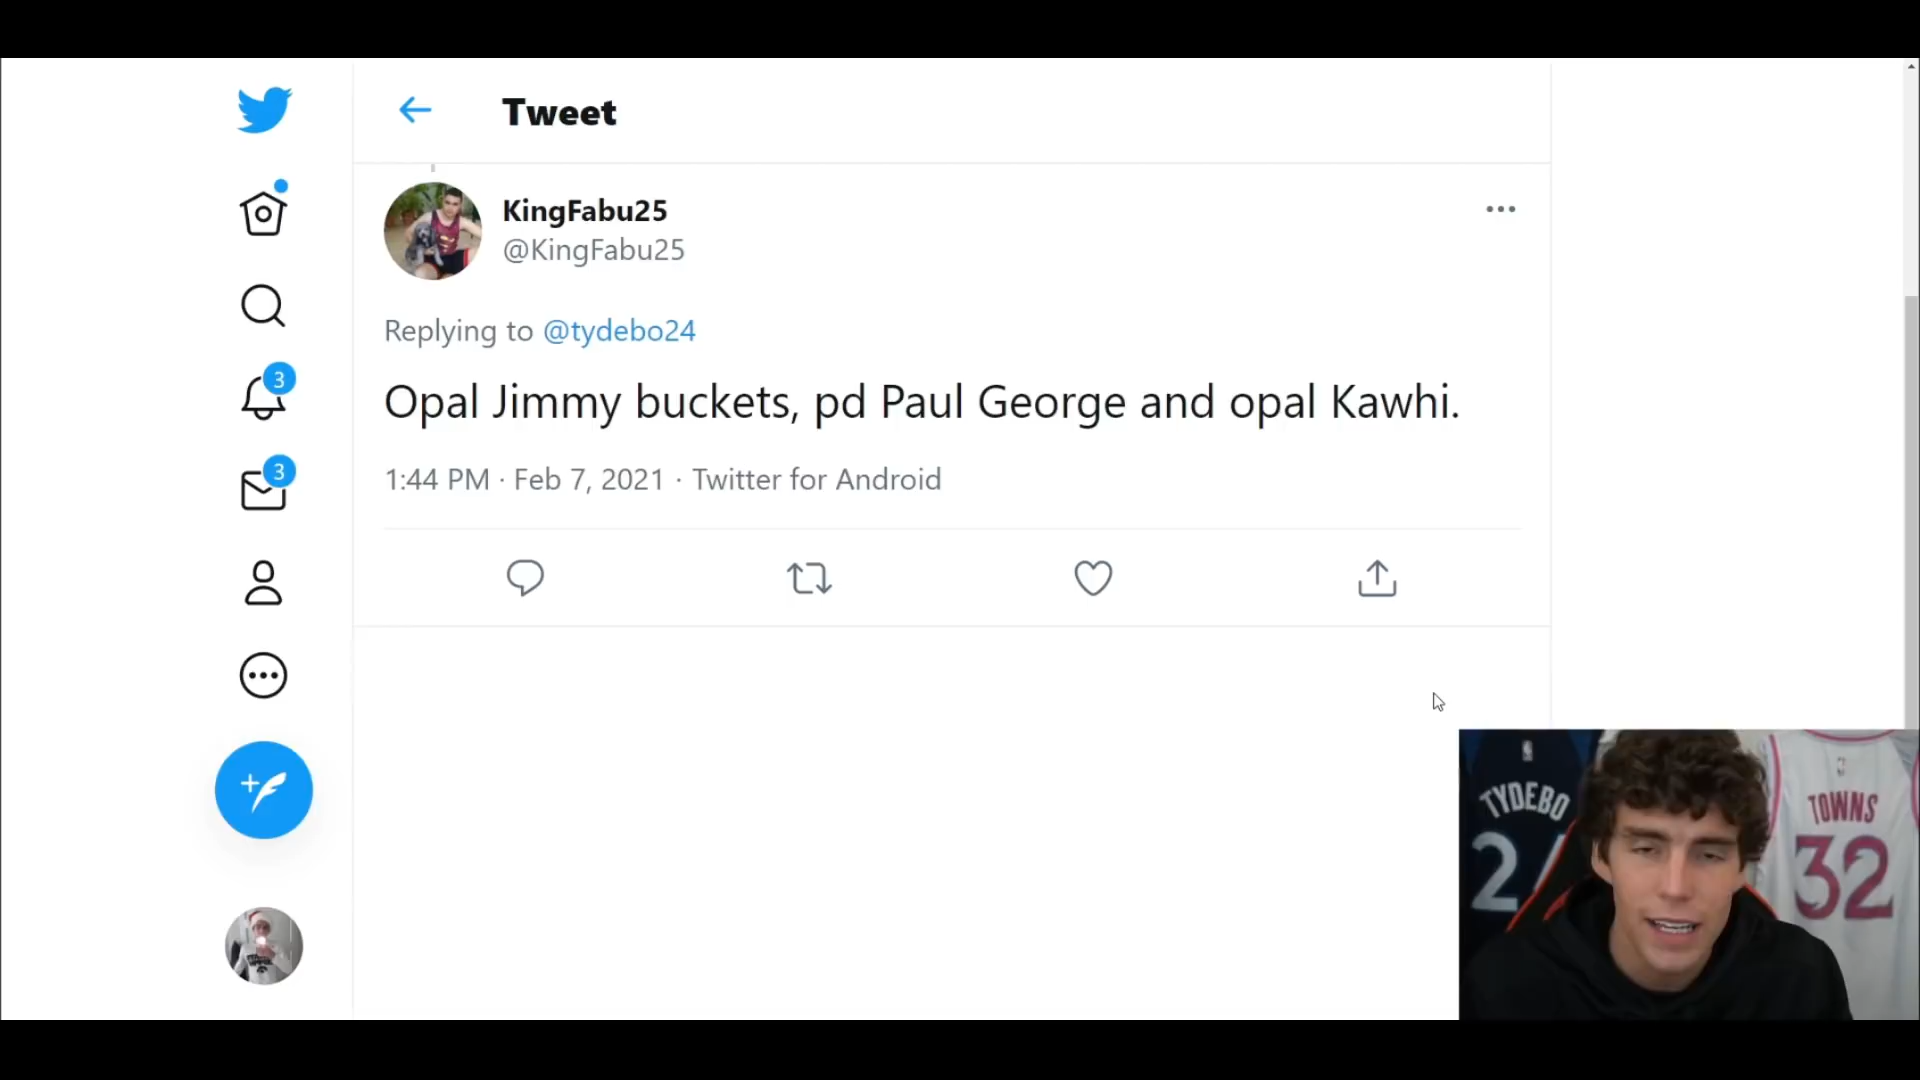 Tweet
KingFabu25
@KingFabu25
Replying to @tydebo24
Opal Jimmy buckets, pd Paul George and opal Kawhi.
1:44 PM · Feb 7, 2021 · Twitter for Android
3
3
TYDEBO
24
TOWNS
32